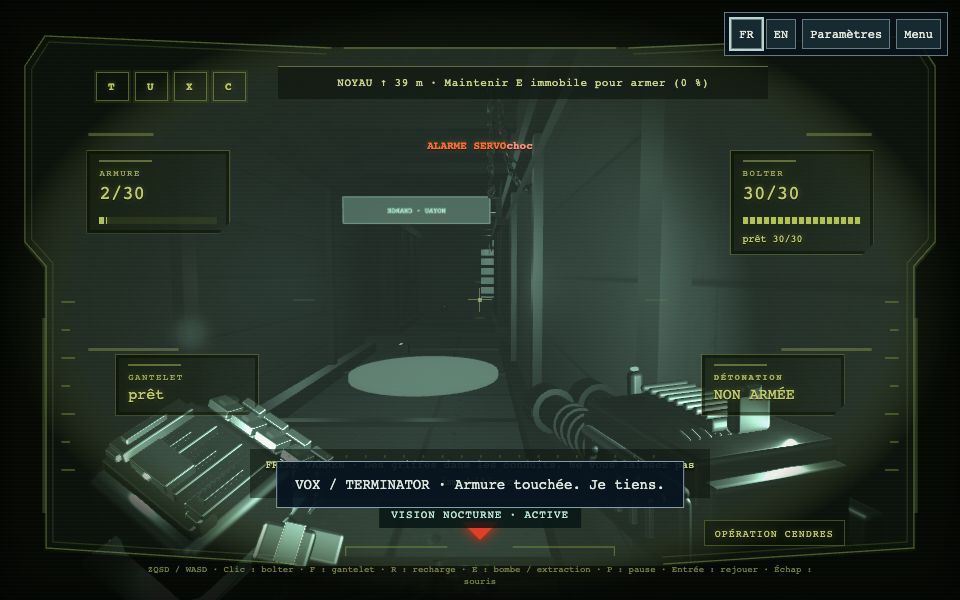 FR EN Paramètres Menu
T U X C
NOYAU ↑ 39 m · Maintenir E immobile pour armer (0 %)
ALARME SERVOchoc
ARMURE
2/30
BOLTER
30/30
prêt 30/30
NOYAU · CHARGE
GANTELET
prêt
DÉTONATION
NON ARMÉE
VOX / TERMINATOR · Armure touchée. Je tiens.
VISION NOCTURNE · ACTIVE
OPÉRATION CENDRES
ZQSD / WASD · Clic : bolter · F : gantelet · R : recharge · E : bombe / extraction · P : pause · Entrée : rejouer · Échap :
souris